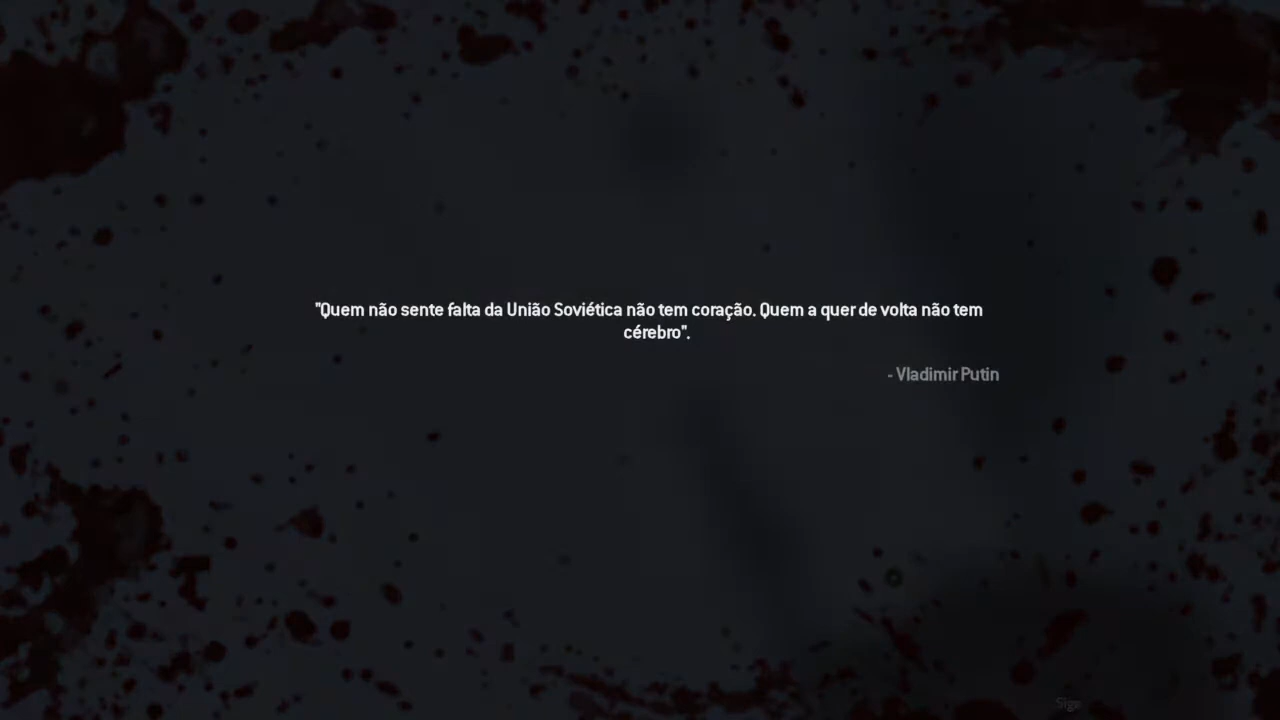 "Quem não sente falta da União Soviética não tem coração. Quem a quer de volta não tem
cérebro".
- Vladimir Putin